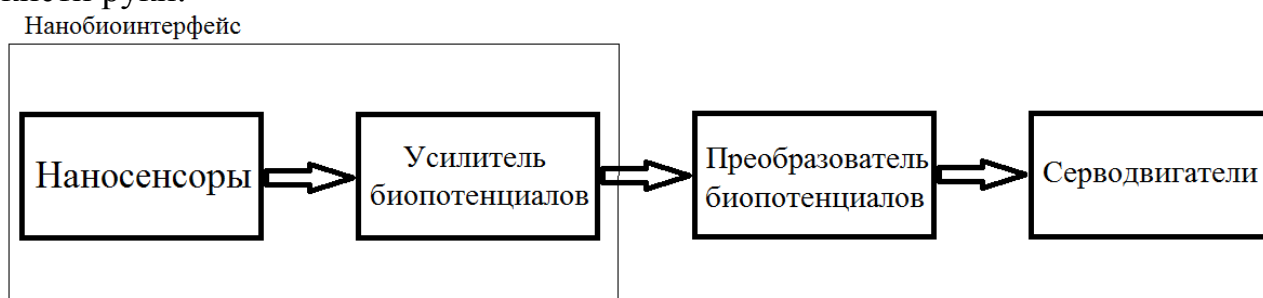 Нанобиоинтерфейс
Наносенсоры
Усилитель
биопотенциалов
Преобразователь
биопотенциалов
Серводвигатели